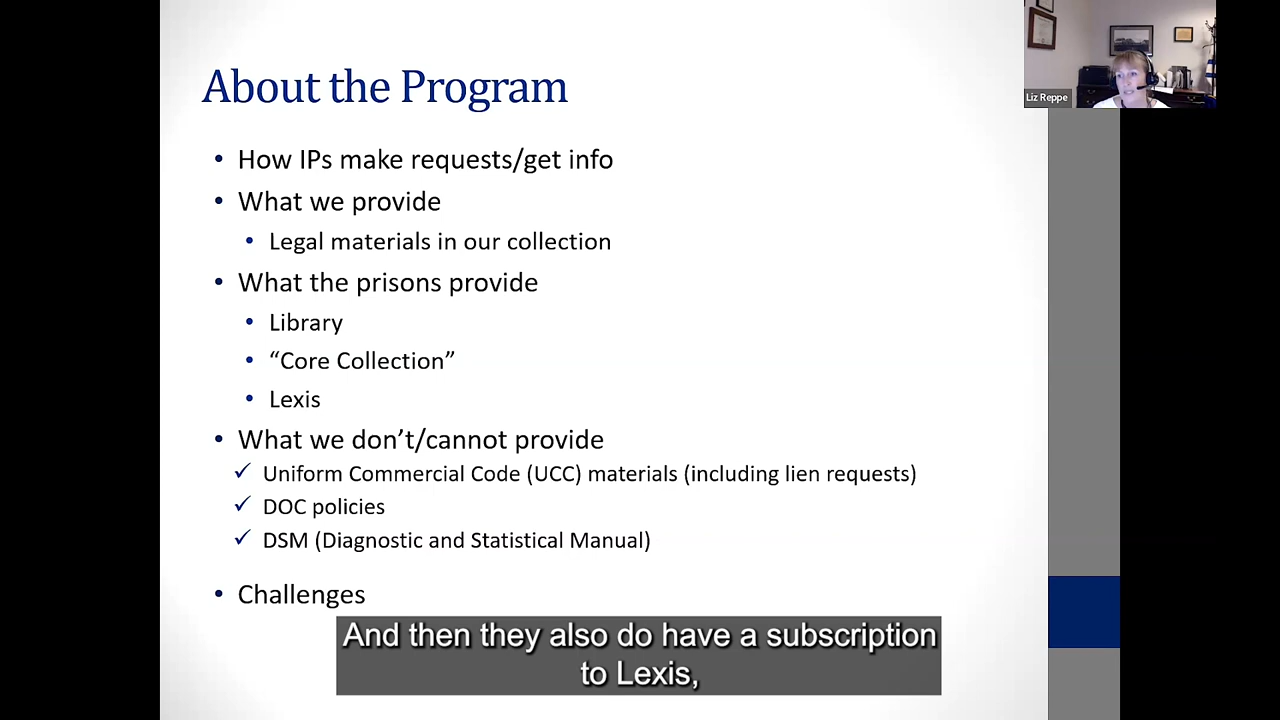 About the Program
Liz Reppe
• How IPs make requests/get info
• What we provide
• Legal materials in our collection
• What the prisons provide
• Library
• “Core Collection”
• Lexis
• What we don’t/cannot provide
✓ Uniform Commercial Code (UCC) materials (including lien requests)
✓ DOC policies
✓ DSM (Diagnostic and Statistical Manual)
• Challenges
And then they also do have a subscription
to Lexis,